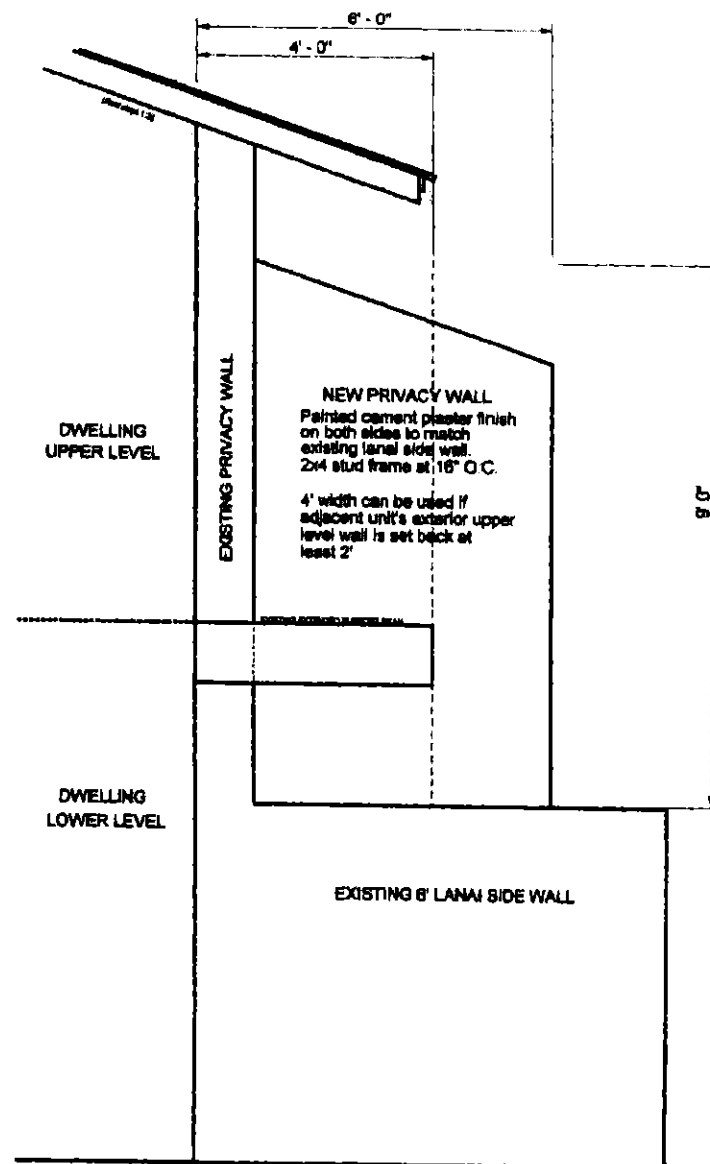 6' - 0"
4' - 0"
NEW PRIVACY WALL
Painted cement plaster finish
on both sides to match
existing lanai side wall.
2x4 stud frame at 16" O.C.
4' width can be used if
adjacent unit's exterior upper
level wall is set back at
least 2'
EXISTING PRIVACY WALL
DWELLING
UPPER LEVEL
9' 0"
DWELLING
LOWER LEVEL
EXISTING 6' LANAI SIDE WALL